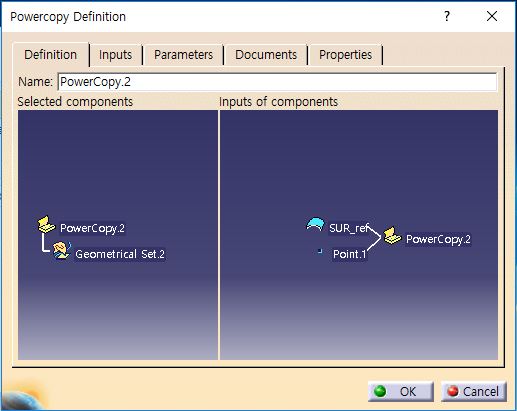 Powercopy Definition
Definition Inputs Parameters Documents Properties
Name: PowerCopy.2
Selected components Inputs of components
PowerCopy.2
Geometrical Set.2
SUR_ref
Point.1
PowerCopy.2
OK Cancel